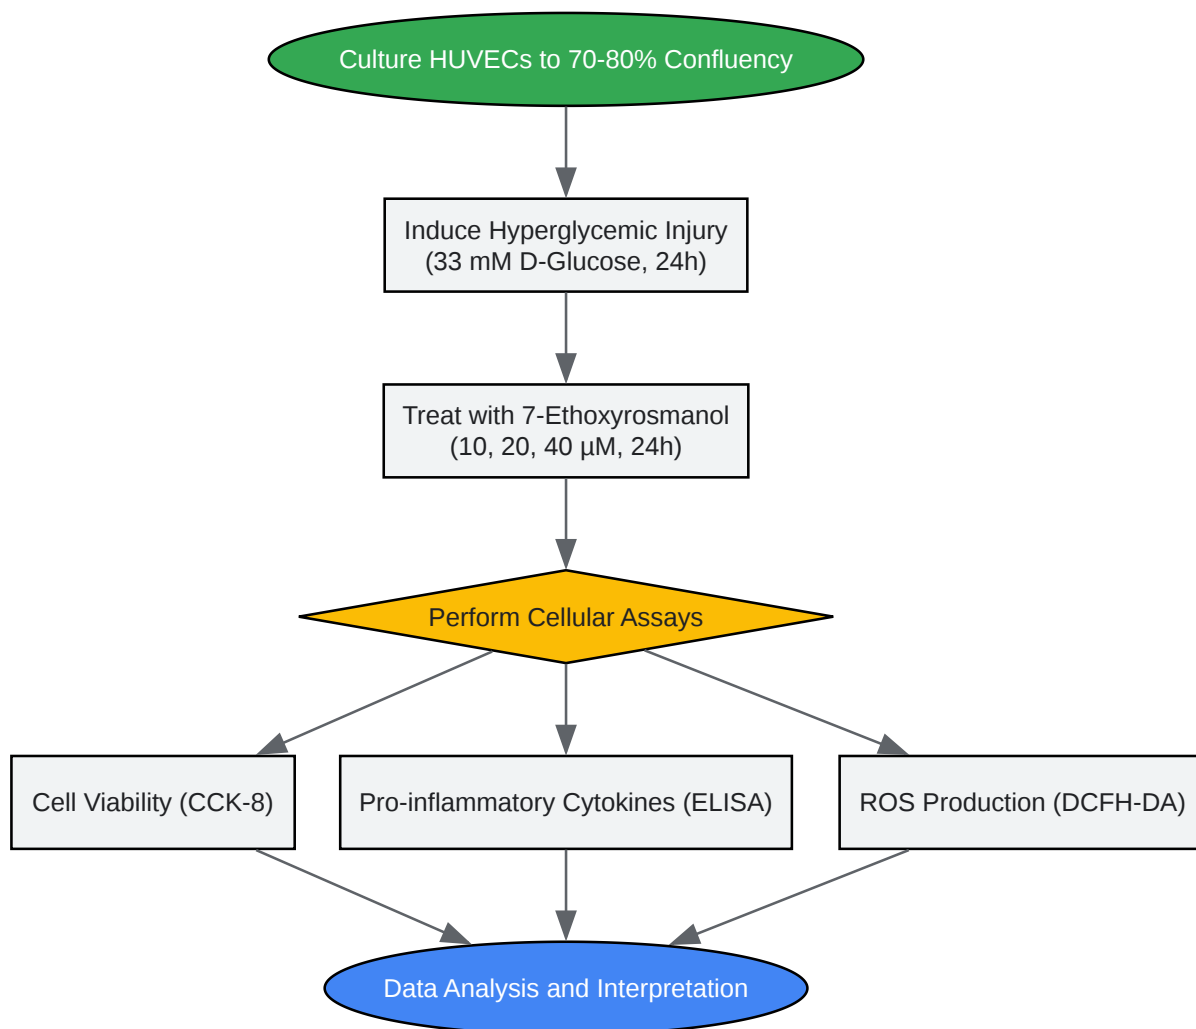 Culture HUVECs to 70-80% Confluency
Induce Hyperglycemic Injury
(33 mM D-Glucose, 24h)
Treat with 7-Ethoxyrosmanol
(10, 20, 40 µM, 24h)
Perform Cellular Assays
Cell Viability (CCK-8)
Pro-inflammatory Cytokines (ELISA)
ROS Production (DCFH-DA)
Data Analysis and Interpretation